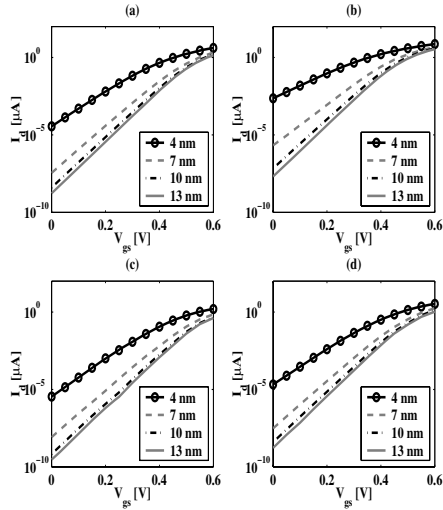 (a)
10^0
10^-5
10^-10
I_d [μA]
4 nm
7 nm
10 nm
13 nm
0 0.2 0.4 0.6
V_gs [V]
(b)
10^0
10^-5
10^-10
I_d [μA]
4 nm
7 nm
10 nm
13 nm
0 0.2 0.4 0.6
V_gs [V]
(c)
10^0
10^-5
10^-10
I_d [μA]
4 nm
7 nm
10 nm
13 nm
0 0.2 0.4 0.6
V_gs [V]
(d)
10^0
10^-5
10^-10
I_d [μA]
4 nm
7 nm
10 nm
13 nm
0 0.2 0.4 0.6
V_gs [V]